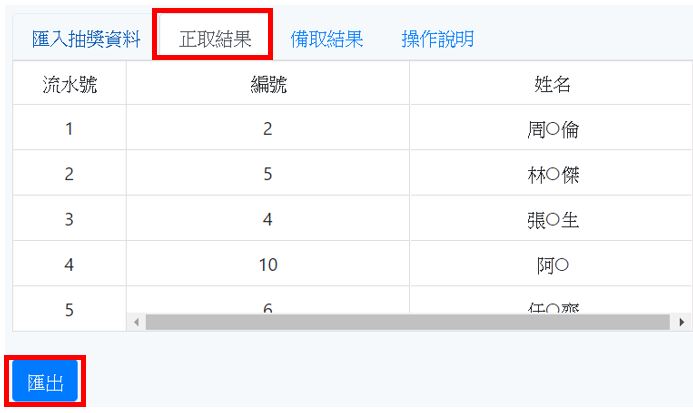 匯入抽獎資料 正取結果 備取結果 操作說明
流水號 編號 姓名
1 2 周○倫
2 5 林○傑
3 4 張○生
4 10 阿○
5 6 任○齊
匯出